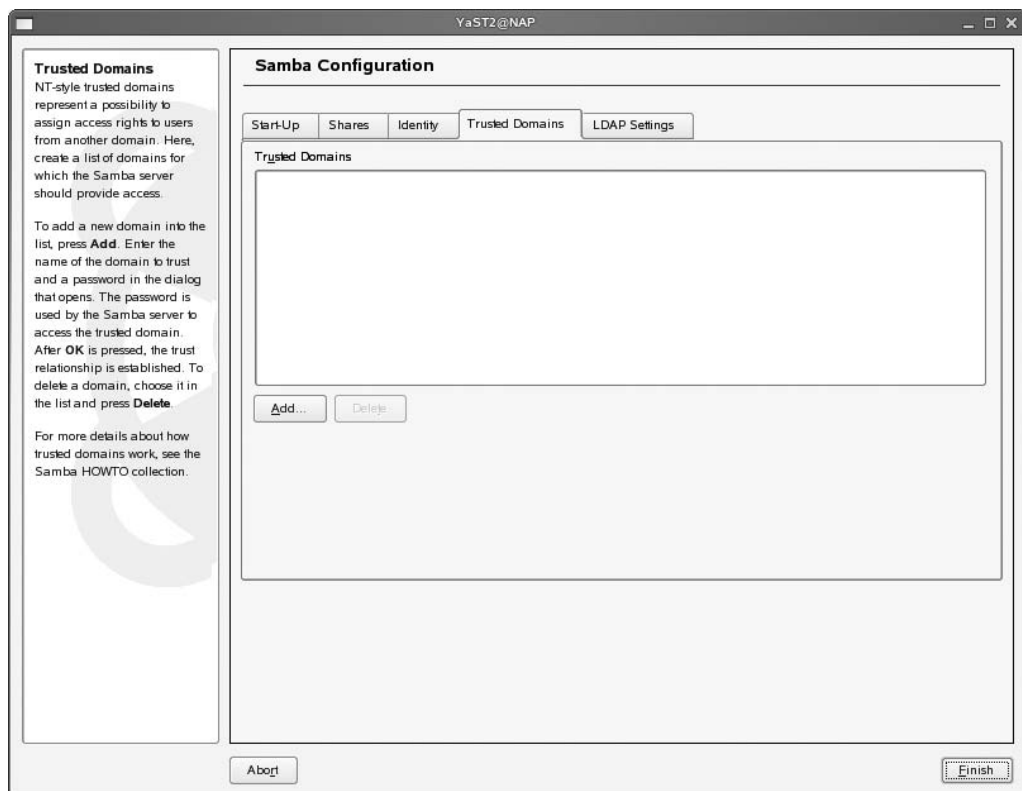 YaST2@NAP
Trusted Domains
NT-style trusted domains
represent a possibility to
assign access rights to users
from another domain. Here,
create a list of domains for
which the Samba server
should provide access.
To add a new domain into the
list, press Add. Enter the
name of the domain to trust
and a password in the dialog
that opens. The password is
used by the Samba server to
access the trusted domain.
After OK is pressed, the trust
relationship is established. To
delete a domain, choose it in
the list and press Delete.
For more details about how
trusted domains work, see the
Samba HOWTO collection.
Samba Configuration
Start-Up Shares Identity Trusted Domains LDAP Settings
Trusted Domains
Add... Delete
Abort Finish